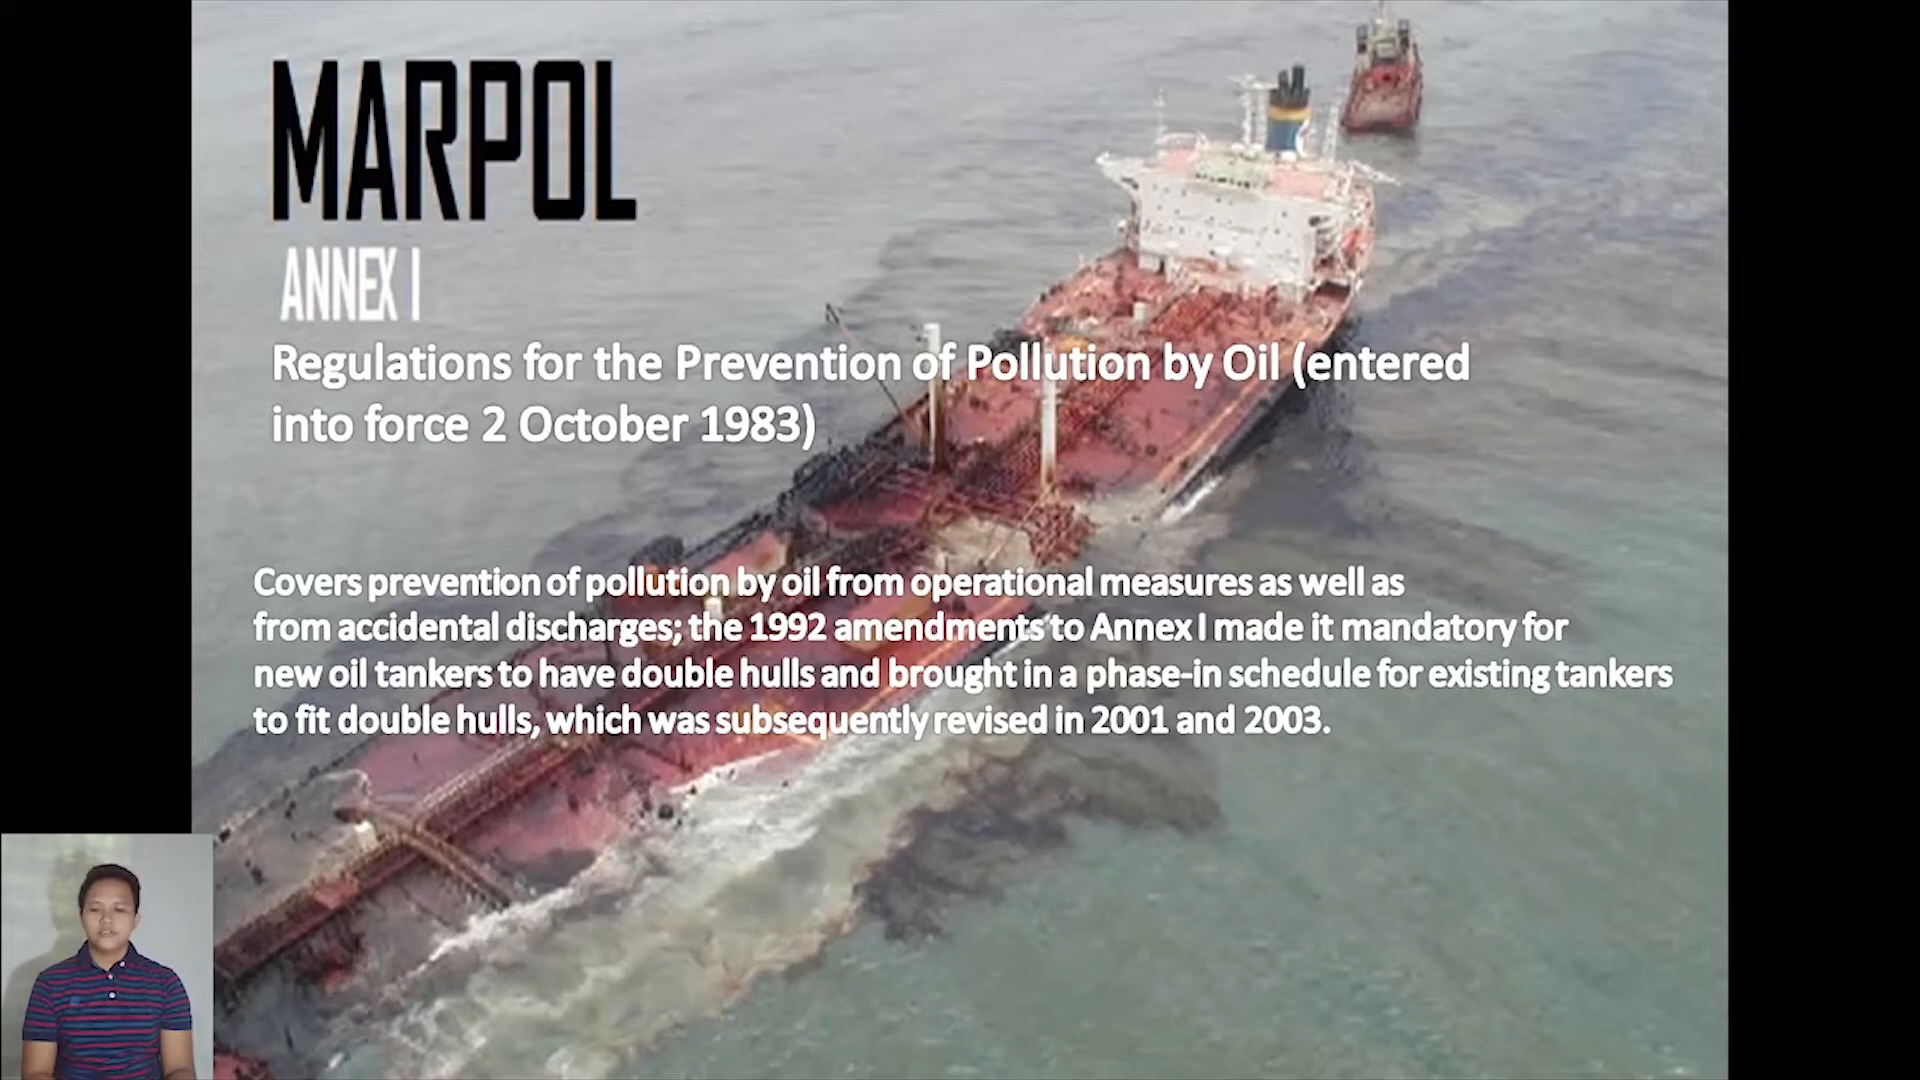 MARPOL
ANNEX I
Regulations for the Prevention of Pollution by Oil (entered
into force 2 October 1983)
Covers prevention of pollution by oil from operational measures as well as
from accidental discharges; the 1992 amendments to Annex I made it mandatory for
new oil tankers to have double hulls and brought in a phase-in schedule for existing tankers
to fit double hulls, which was subsequently revised in 2001 and 2003.